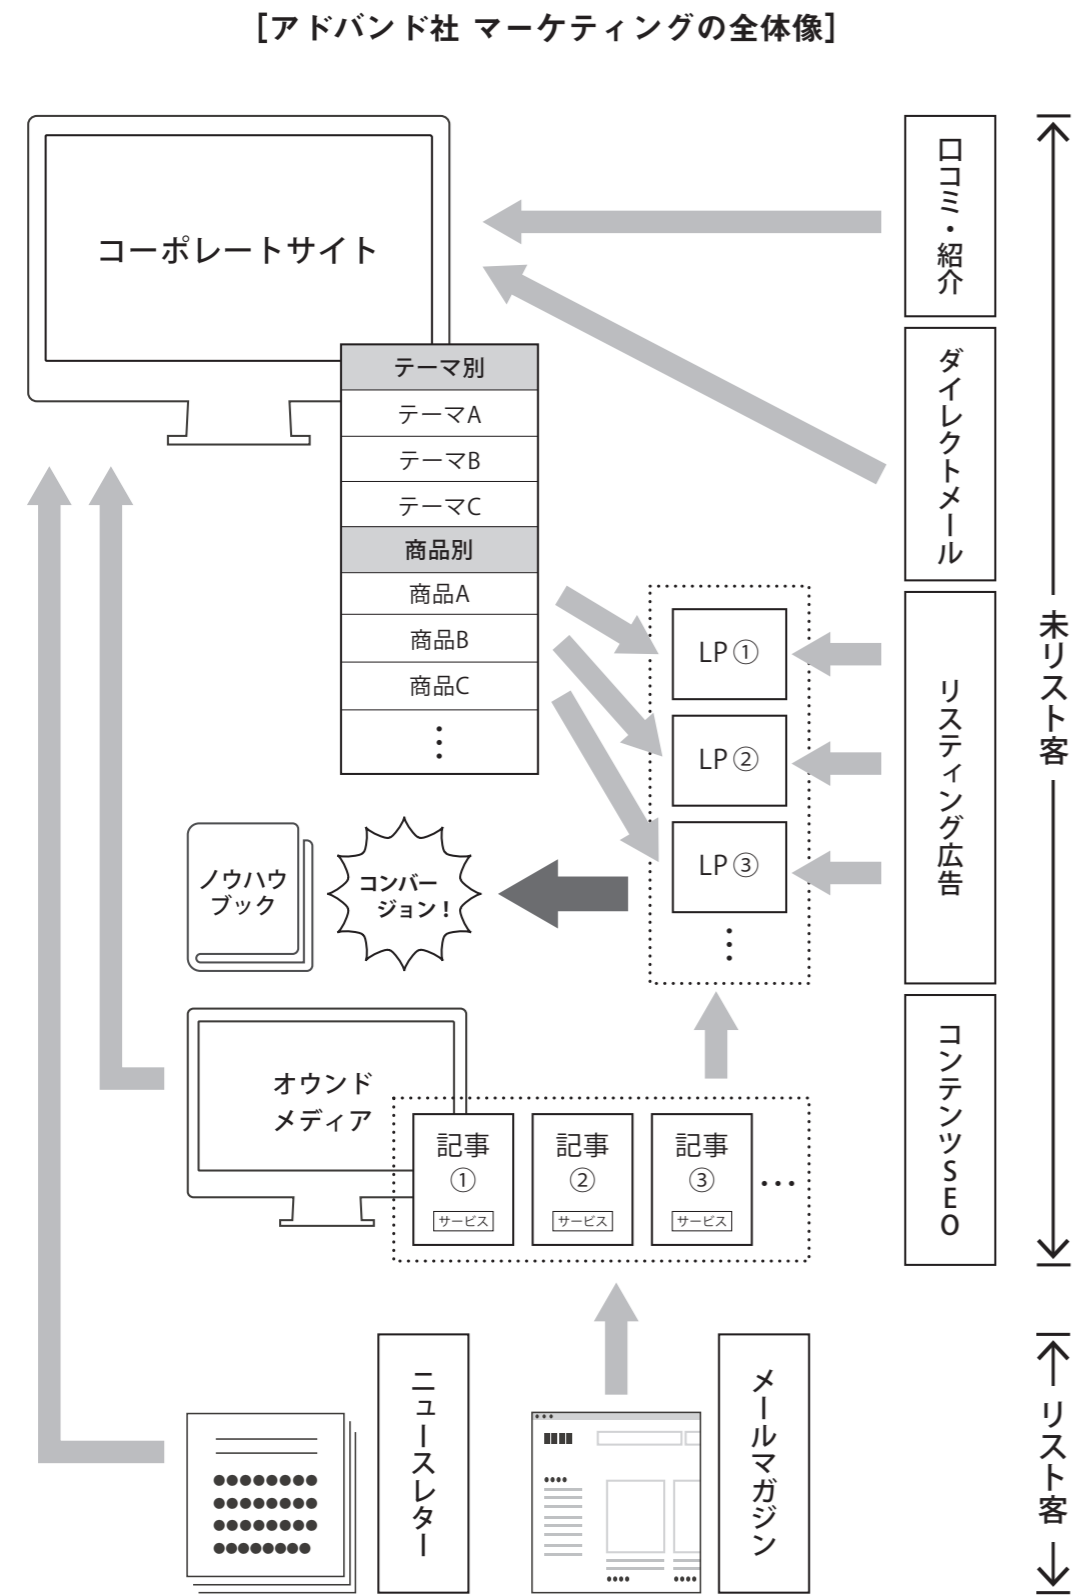 [アドバンド社 マーケティングの全体像]
コーポレートサイト
テーマ別
テーマA
テーマB
テーマC
商品別
商品A
商品B
商品C
⋮
口コミ・紹介
ダイレクトメール
リスティング広告
コンテンツSEO
未リスト客
LP①
LP②
LP③
⋮
ノウハウ
ブック
コンバー
ジョン！
オウンド
メディア
記事
①
サービス
記事
②
サービス
記事
③
サービス
…
ニュースレター
メールマガジン
リスト客